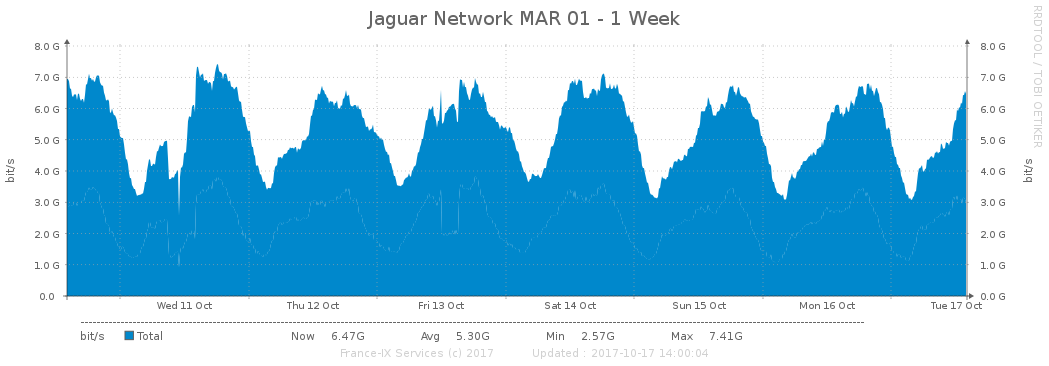 Jaguar Network MAR 01 - 1 Week
RRDTOOL / TOBI OETIKER
8.0 G 8.0 G
7.0 G 7.0 G
6.0 G 6.0 G
5.0 G 5.0 G
4.0 G 4.0 G
3.0 G 3.0 G
2.0 G 2.0 G
1.0 G 1.0 G
0.0 0.0 G
bit/s bit/s
Wed 11 Oct Thu 12 Oct Fri 13 Oct Sat 14 Oct Sun 15 Oct Mon 16 Oct Tue 17 Oct
bit/s Total Now 6.47G Avg 5.30G Min 2.57G Max 7.41G
France-IX Services (c) 2017 Updated : 2017-10-17 14:00:04